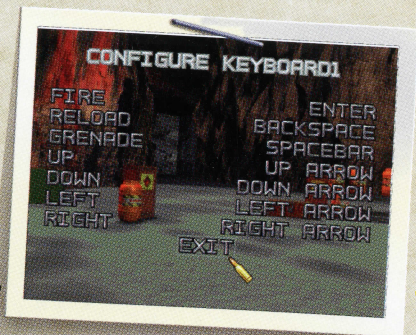 CONFIGURE KEYBOARD1
FIRE ENTER
RELOAD BACKSPACE
GRENADE SPACEBAR
UP UP ARROW
DOWN DOWN ARROW
LEFT LEFT ARROW
RIGHT RIGHT ARROW
EXIT